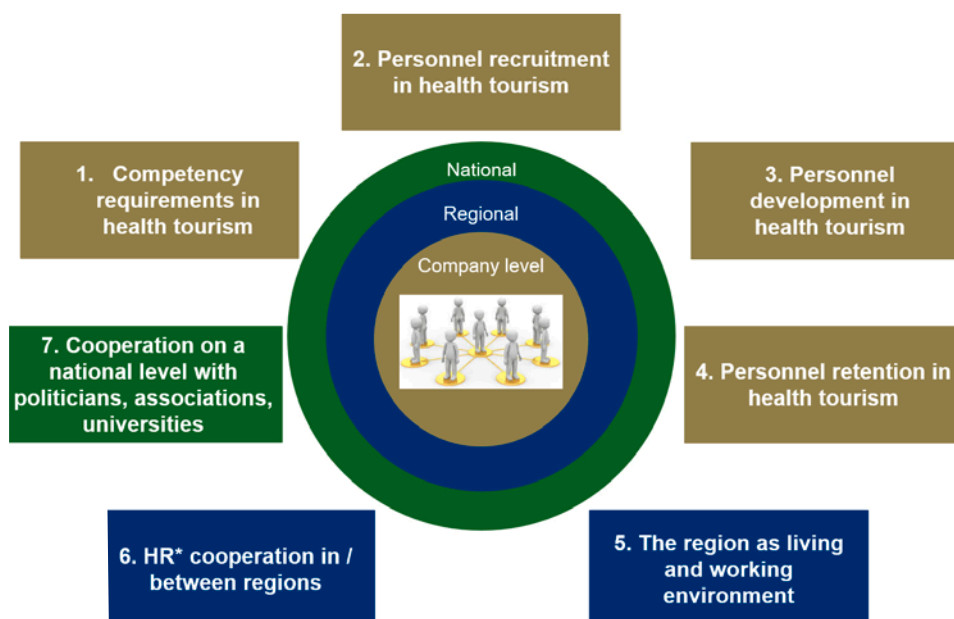 2. Personnel recruitment
in health tourism
1. Competency
requirements in
health tourism
National
3. Personnel
development in
health tourism
Regional
Company level
7. Cooperation on a
national level with
politicians, associations,
universities
4. Personnel retention in
health tourism
6. HR* cooperation in /
between regions
5. The region as living
and working
environment